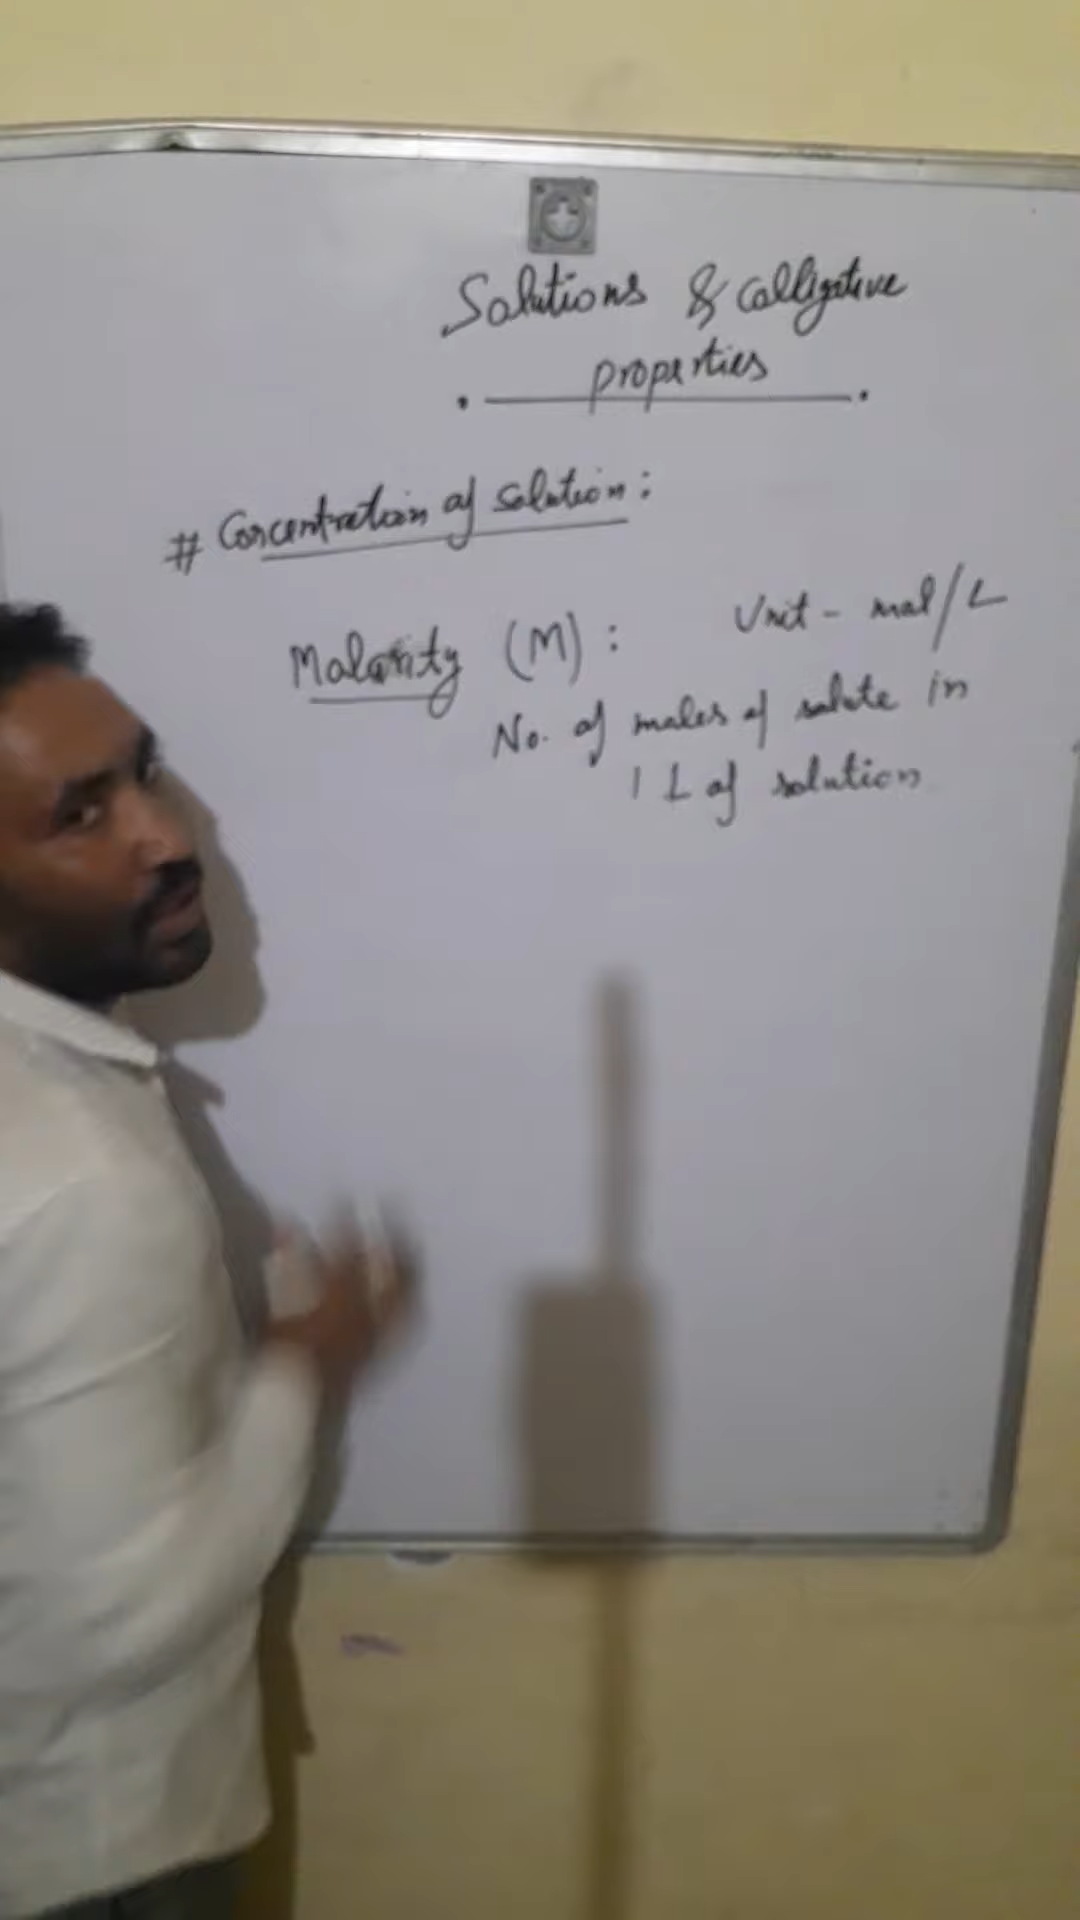 Solutions & Colligative
properties
# Concentration of solution:
Molarity (M): Unit - mol/L
No. of moles of solute in
1 L of solution